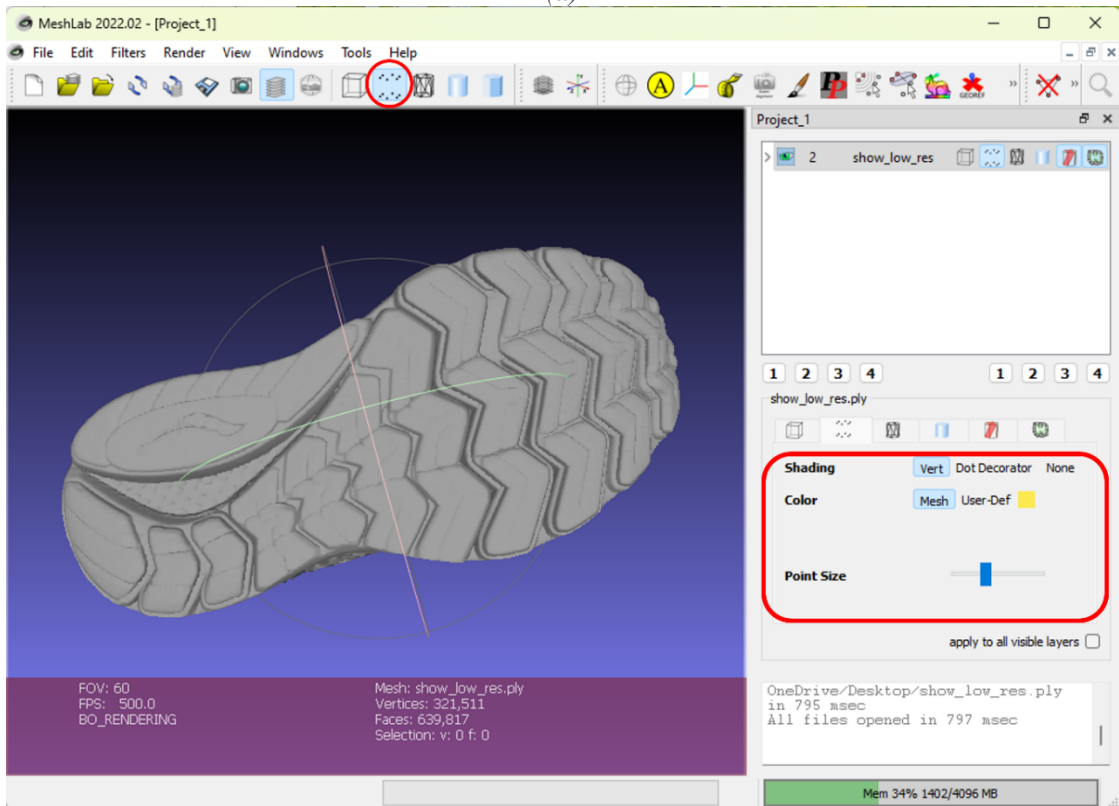 (a)
MeshLab 2022.02 - [Project_1]
File Edit Filters Render View Windows Tools Help
A
Pp
GEOREF
»
»
Project_1
2 show_low_res
1 2 3 4 1 2 3 4
show_low_res.ply
Shading Vert Dot Decorator None
Color Mesh User-Def
Point Size
apply to all visible layers
FOV: 60
FPS: 500.0
BO_RENDERING
Mesh: show_low_res.ply
Vertices: 321,511
Faces: 639,817
Selection: v: 0 f: 0
OneDrive/Desktop/show_low_res.ply
in 795 msec
All files opened in 797 msec
Mem 34% 1402/4096 MB